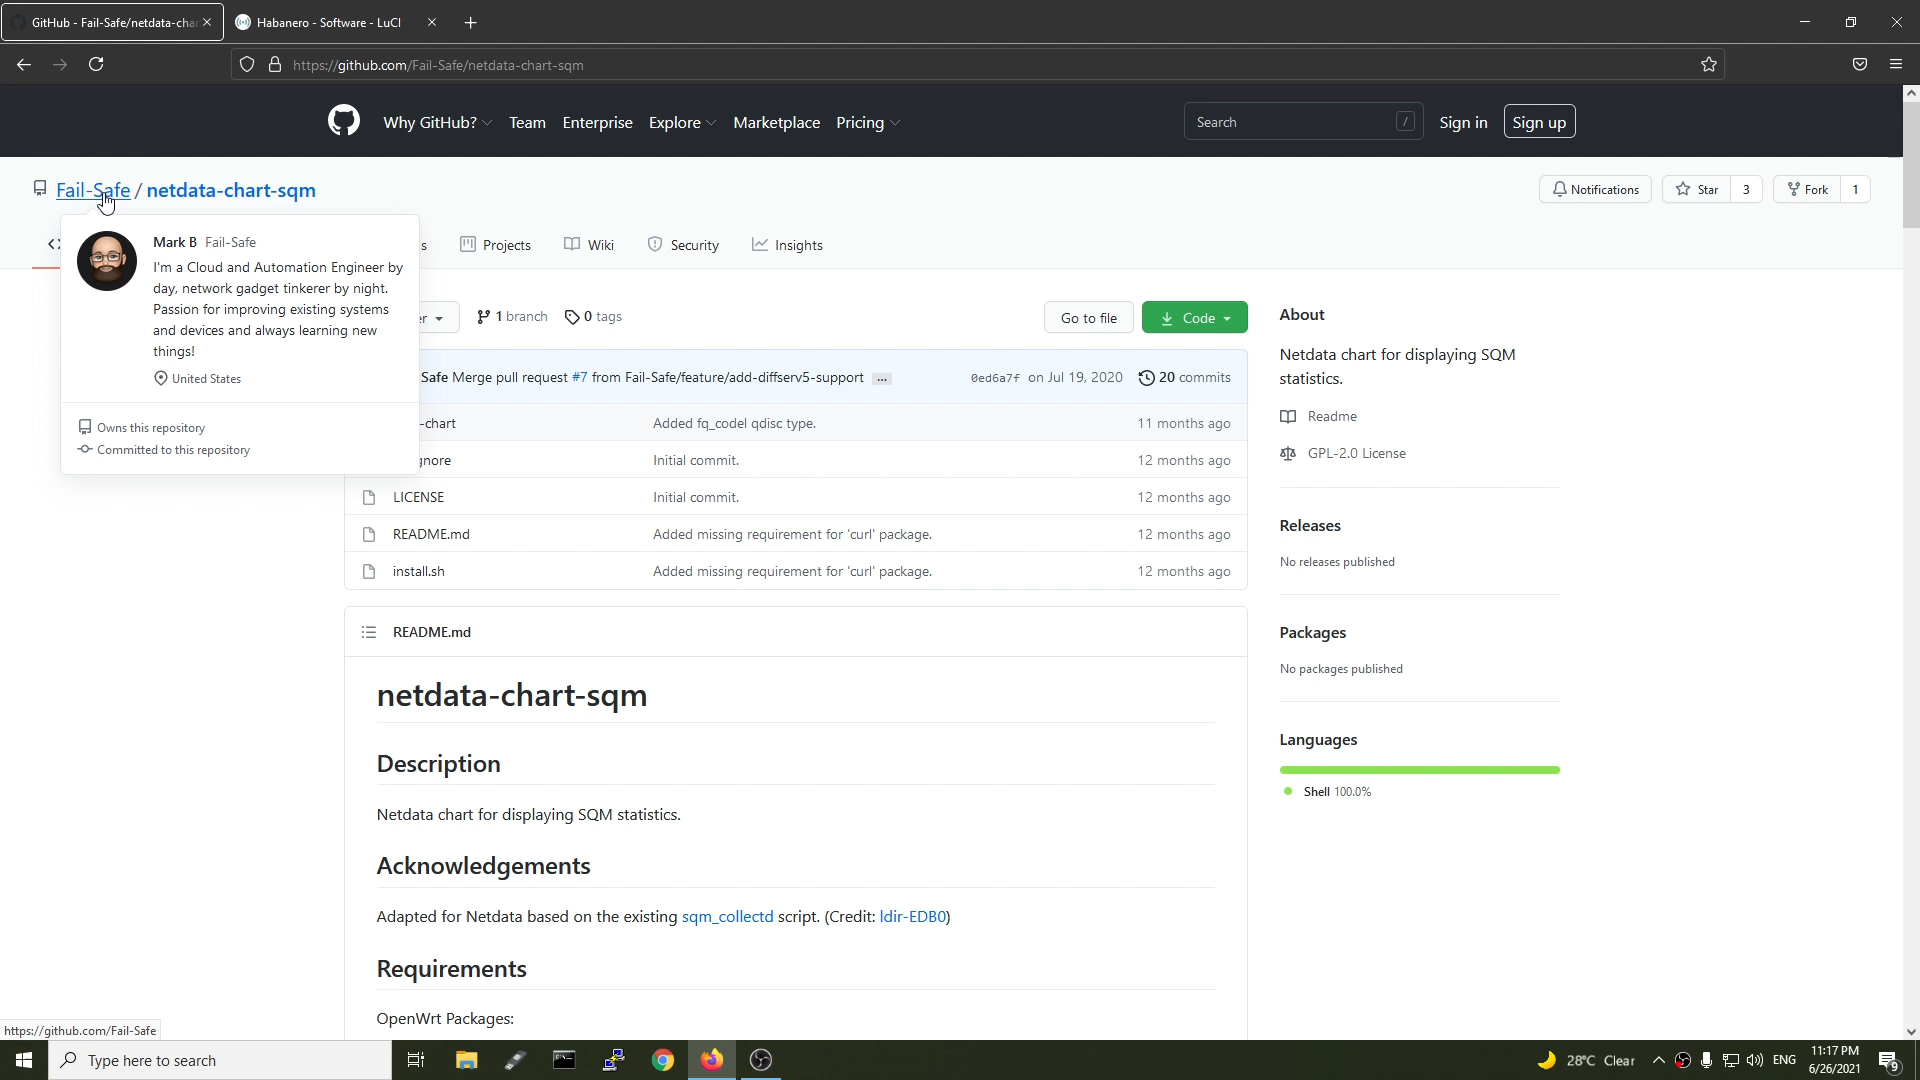 GitHub - Fail-Safe/netdata-char
Habanero - Software - LuCI
https://github.com/Fail-Safe/netdata-chart-sqm
Why GitHub? Team Enterprise Explore Marketplace Pricing
Search /
Sign in Sign up
Fail-Safe / netdata-chart-sqm
Notifications Star 3 Fork 1
Mark B Fail-Safe
I'm a Cloud and Automation Engineer by
day, network gadget tinkerer by night.
Passion for improving existing systems
and devices and always learning new
things!
United States
Owns this repository
Committed to this repository
s Projects Wiki Security Insights
er 1 branch 0 tags
Go to file Code
Safe Merge pull request #7 from Fail-Safe/feature/add-diffserv5-support ... 0ed6a7f on Jul 19, 2020 20 commits
-chart Added fq_codel qdisc type. 11 months ago
gnore Initial commit. 12 months ago
LICENSE Initial commit. 12 months ago
README.md Added missing requirement for 'curl' package. 12 months ago
install.sh Added missing requirement for 'curl' package. 12 months ago
README.md
netdata-chart-sqm
Description
Netdata chart for displaying SQM statistics.
Acknowledgements
Adapted for Netdata based on the existing sqm_collectd script. (Credit: ldir-EDB0)
Requirements
OpenWrt Packages:
About
Netdata chart for displaying SQM
statistics.
Readme
GPL-2.0 License
Releases
No releases published
Packages
No packages published
Languages
Shell 100.0%
https://github.com/Fail-Safe
Type here to search
28°C Clear
ENG
11:17 PM
6/26/2021
9